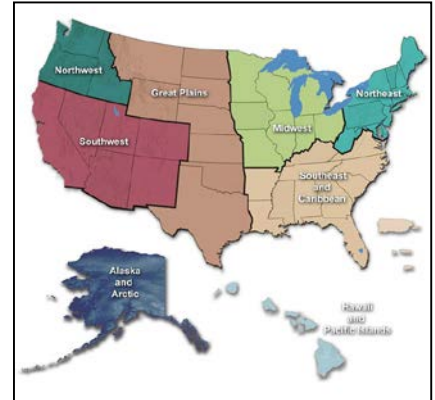 Northwest
Great Plains
Northeast
Southwest
Midwest
Southeast
and
Caribbean
Alaska
and
Arctic
Hawaii
and
Pacific Islands